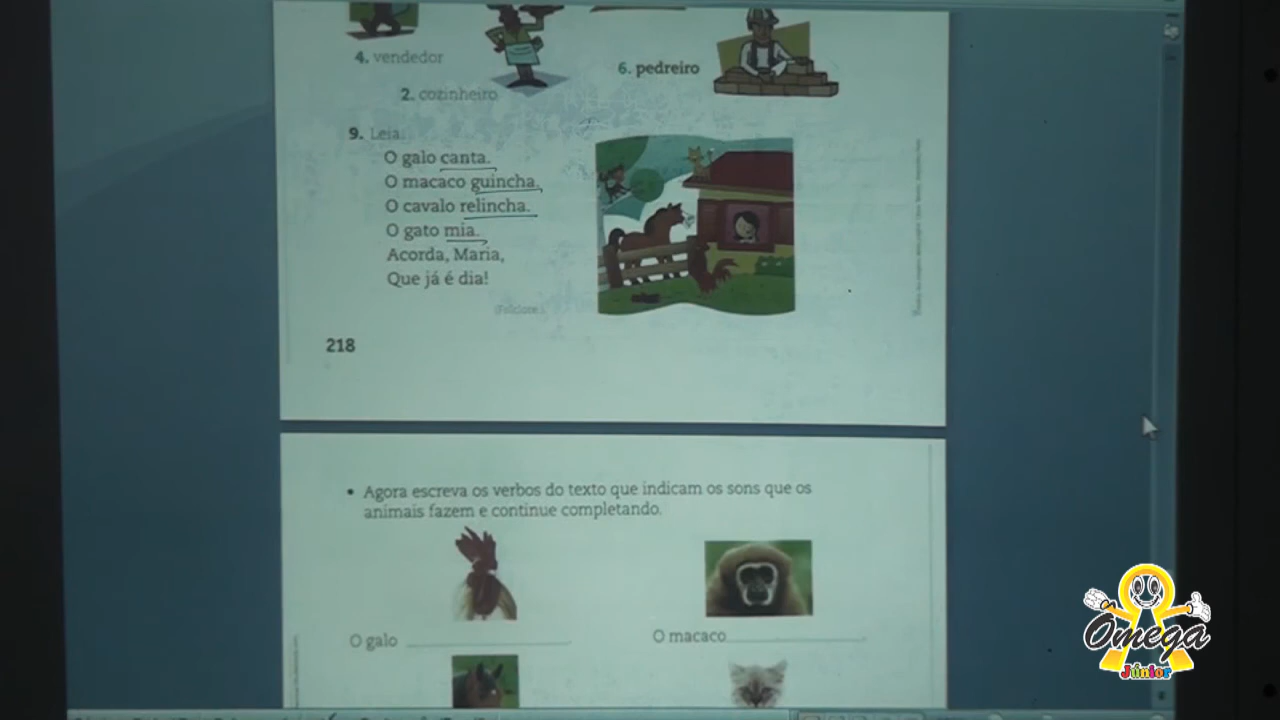 4. vendedor
2. cozinheiro
6. pedreiro
9. Leia.
O galo canta.
O macaco guincha.
O cavalo relincha.
O gato mia.
Acorda, Maria,
Que já é dia!
(Folclore.)
218
• Agora escreva os verbos do texto que indicam os sons que os
animais fazem e continue completando.
O galo
O macaco
Omega
Júnior